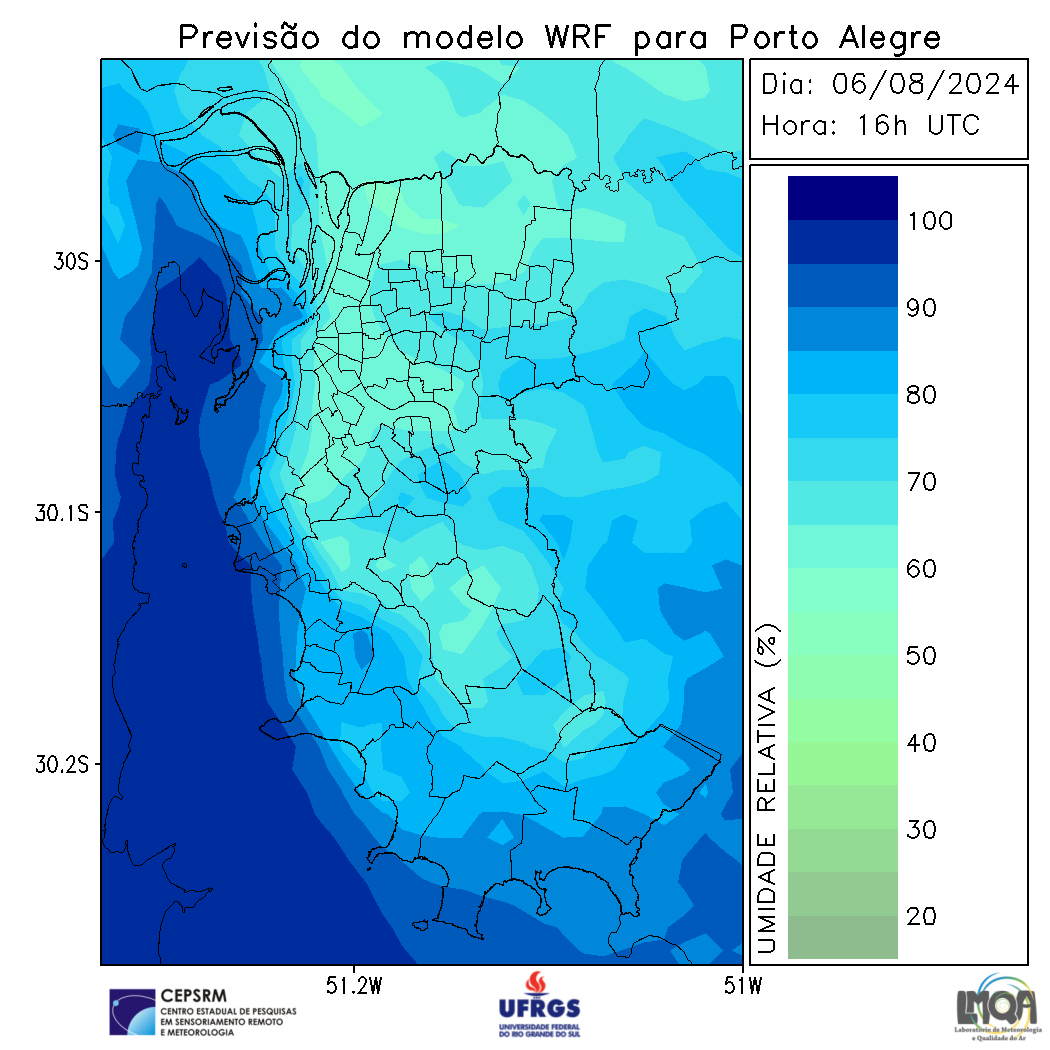 Previsão do modelo WRF para Porto Alegre
Dia: 06/08/2024
Hora: 16h UTC
30S
30.1S
30.2S
51.2W
51W
UMIDADE RELATIVA (%)
100
90
80
70
60
50
40
30
20
CEPSRM
CENTRO ESTADUAL DE PESQUISAS
EM SENSORIAMENTO REMOTO
E METEOROLOGIA
UFRGS
UNIVERSIDADE FEDERAL
DO RIO GRANDE DO SUL
LMQA
Laboratório de Meteorologia
e Qualidade do Ar